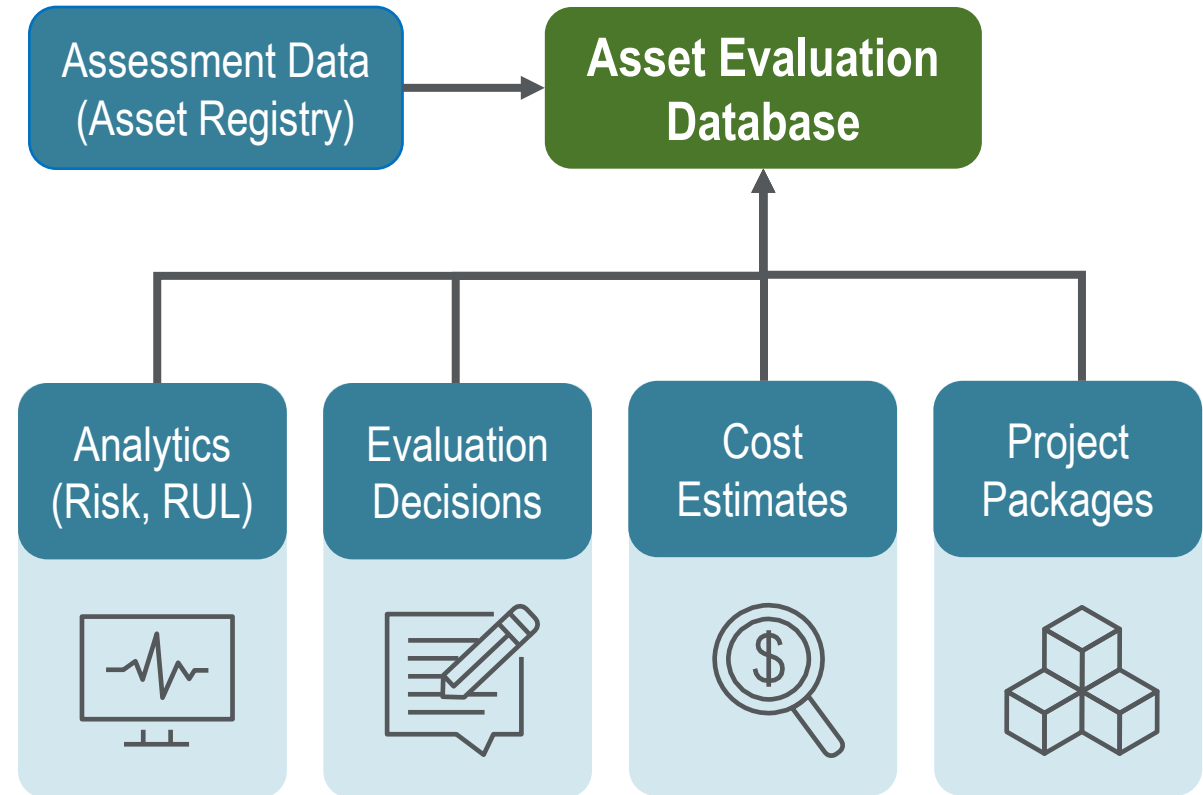 Assessment Data
(Asset Registry)
Asset Evaluation
Database
Analytics
(Risk, RUL)
Evaluation
Decisions
Cost
Estimates
Project
Packages
$